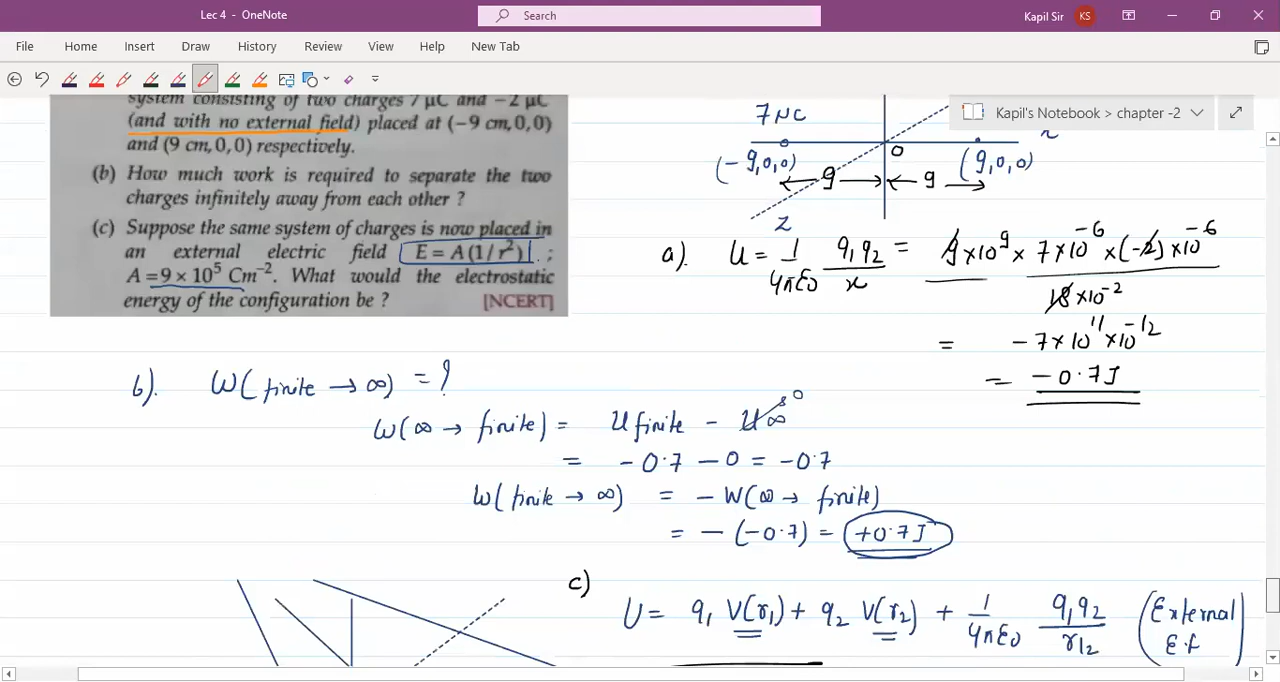 Lec 4 - OneNote
Search
Kapil Sir KS
File Home Insert Draw History Review View Help New Tab
Kapil's Notebook > chapter -2
system consisting of two charges 7 μC and −2 μC
(and with no external field) placed at (−9 cm, 0, 0)
and (9 cm, 0, 0) respectively.
(b) How much work is required to separate the two
charges infinitely away from each other ?
(c) Suppose the same system of charges is now placed in
an external electric field E = A(1/r²) ;
A = 9 × 10⁵ Cm⁻². What would the electrostatic
energy of the configuration be ? [NCERT]
7μC
0
(-9,0,0) (9,0,0)
9 9
z
a). U = 1/4πε0 q1q2/x = 9×10⁹ × 7×10⁻⁶ × (-2)×10⁻⁶ / 18×10⁻²
= -7×10¹¹×10⁻¹²
= -0.7J
b). W(finite → ∞) = ?
W(∞ → finite) = Ufinite - U∞ 0
= -0.7 - 0 = -0.7
W(finite → ∞) = - W(∞ → finite)
= - (-0.7) = +0.7J
c)
U = q1 V(r1) + q2 V(r2) + 1/4πε0 q1q2/r12 (External
E.f